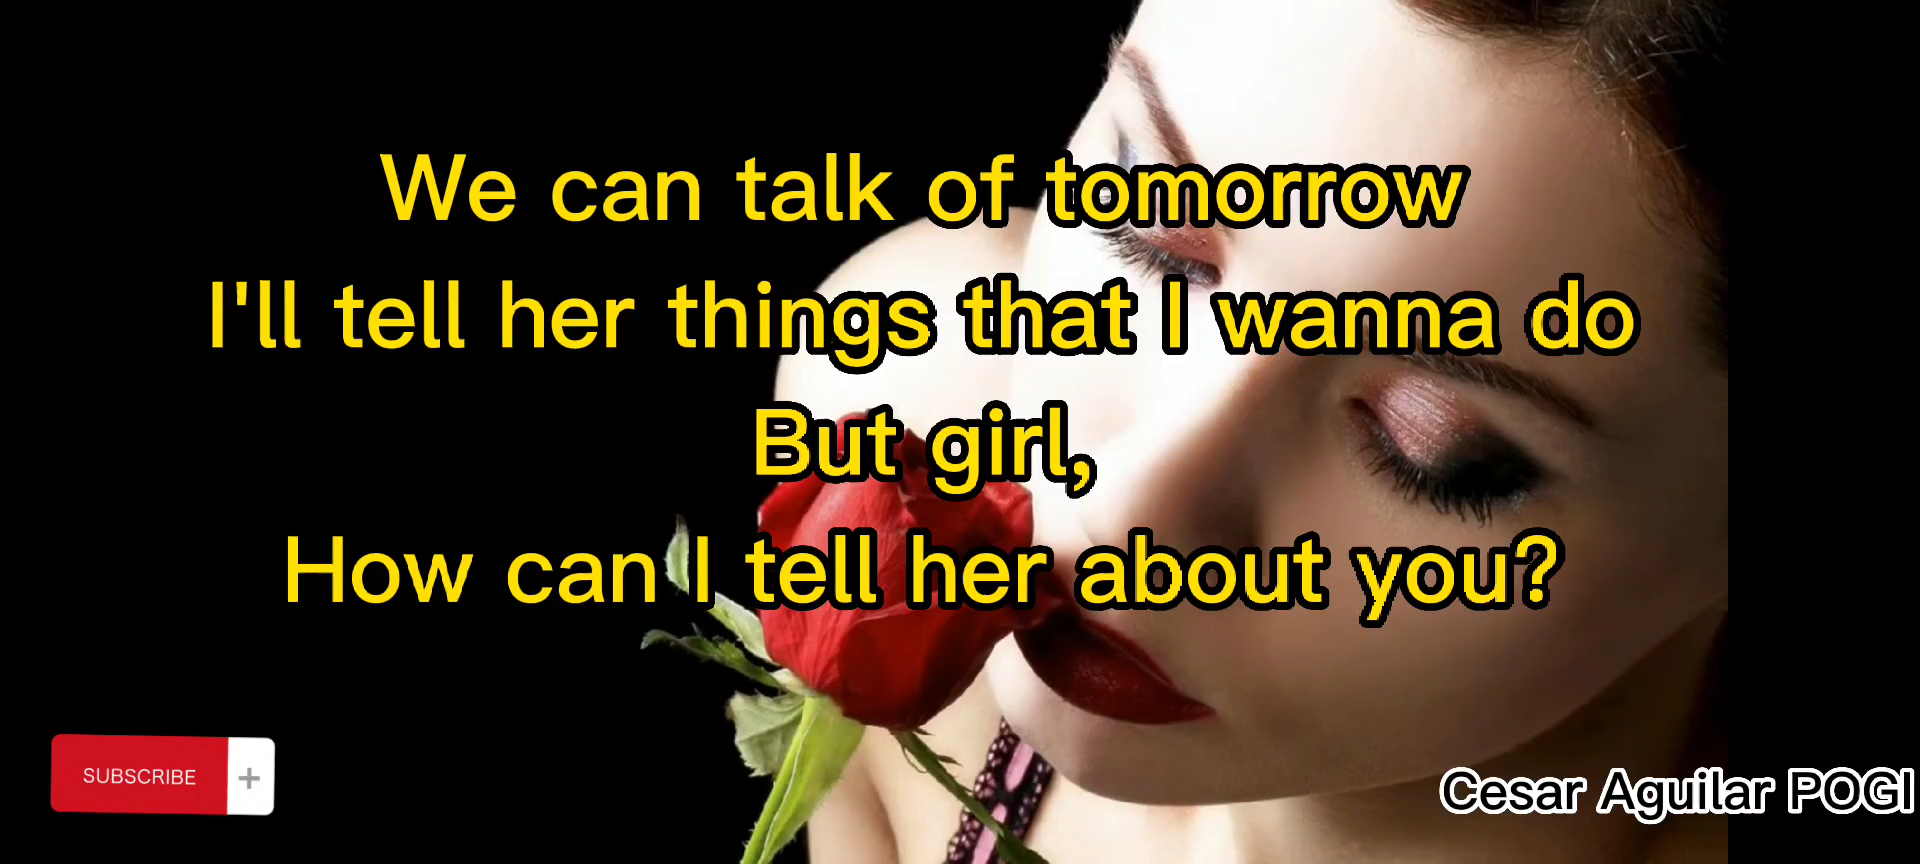 We can talk of tomorrow
I'll tell her things that I wanna do
But girl,
How can I tell her about you?
SUBSCRIBE +
Cesar Aguilar POGI